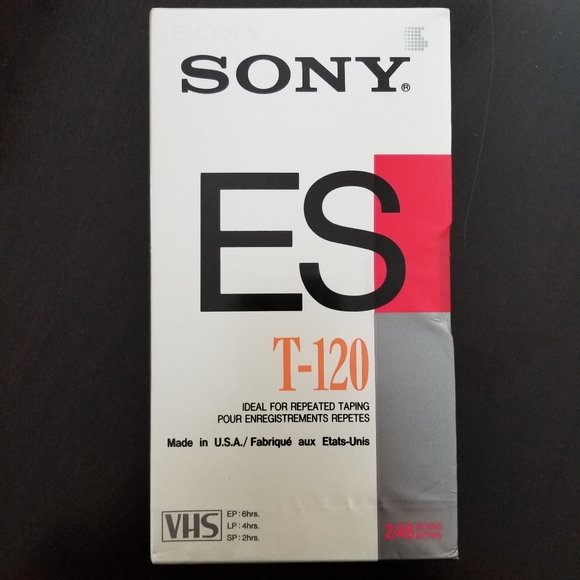 SONY®
ES
T-120
IDEAL FOR REPEATED TAPING
POUR ENREGISTREMENTS REPETES
Made in U.S.A./Fabriqué aux Etats-Unis
VHS
EP:6hrs.
LP:4hrs.
SP:2hrs.
246